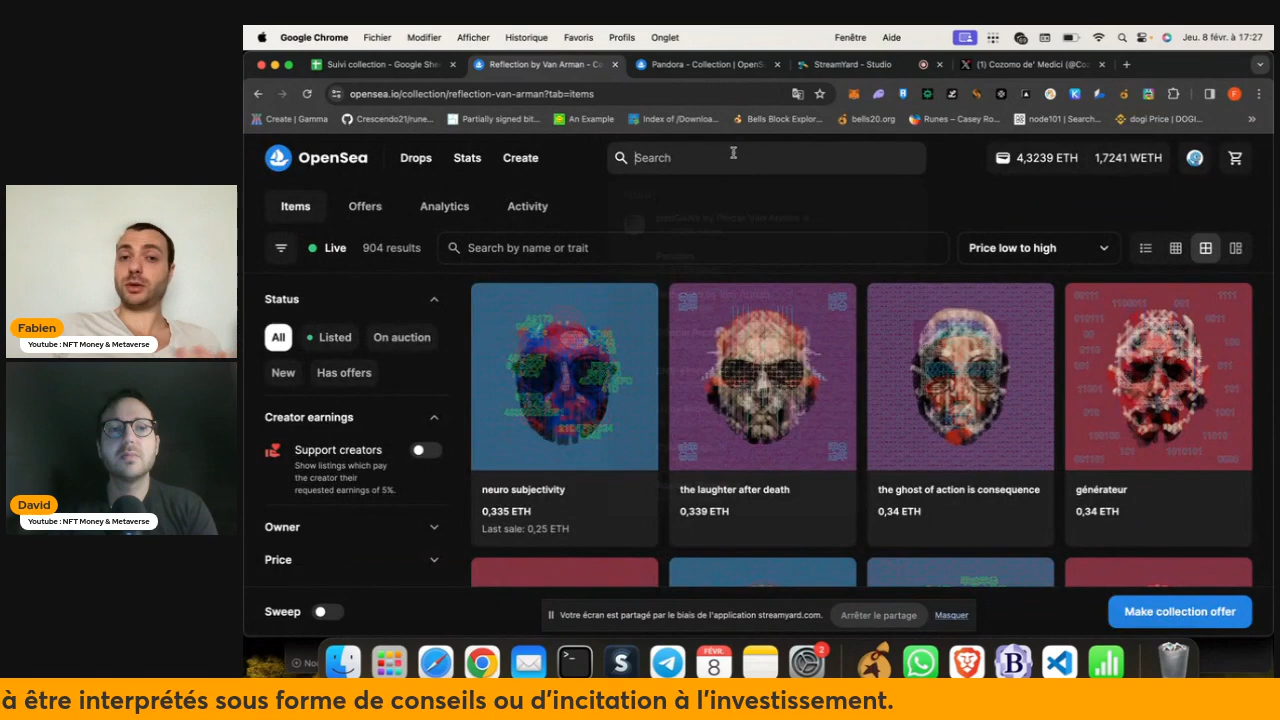 Google Chrome Fichier Modifier Afficher Historique Favoris Profils Onglet Fenêtre Aide Jeu. 8 févr. à 17:27
Suivi collection - Google She Reflection by Van Arman - Co Pandora - Collection | OpenS. StreamYard - Studio (1) Cozomo de' Medici (@Coz
opensea.io/collection/reflection-van-arman?tab=items
Create | Gamma Crescendo21/rune... Partially signed bit... An Example Index of /Downloa... Bells Block Explor... bells20.org Runes – Casey Ro... node101 | Search... dogi Price | DOGI...
OpenSea Drops Stats Create Search 4,3239 ETH 1,7241 WETH
Items Offers Analytics Activity
Live 904 results Search by name or trait Price low to high
Status
All Listed On auction
New Has offers
Creator earnings
Support creators
Show listings which pay
the creator their
requested earnings of 5%.
Owner
Price
neuro subjectivity
0,335 ETH
Last sale: 0,25 ETH
the laughter after death
0,339 ETH
the ghost of action is consequence
0,34 ETH
générateur
0,34 ETH
Sweep
Votre écran est partagé par le biais de l'application streamyard.com. Arrêter le partage Masquer
Make collection offer
Fabien
Youtube : NFT Money & Metaverse
David
Youtube : NFT Money & Metaverse
FÉVR.
8
2
à être interprétés sous forme de conseils ou d'incitation à l'investissement.